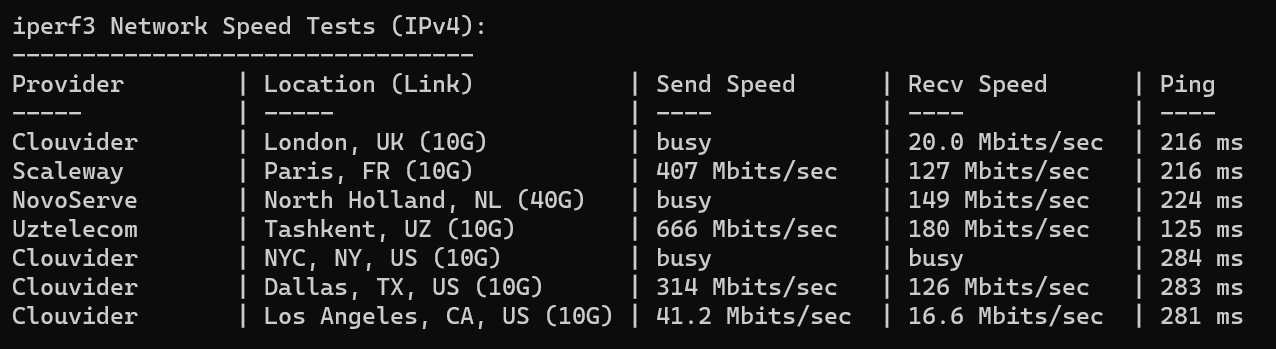 iperf3 Network Speed Tests (IPv4):
---------------------------------
Provider        | Location (Link)           | Send Speed      | Recv Speed      | Ping
-----           | -----                     | ----            | ----            | ----
Clouvider       | London, UK (10G)          | busy            | 20.0 Mbits/sec  | 216 ms
Scaleway        | Paris, FR (10G)           | 407 Mbits/sec   | 127 Mbits/sec   | 216 ms
NovoServe       | North Holland, NL (40G)   | busy            | 149 Mbits/sec   | 224 ms
Uztelecom       | Tashkent, UZ (10G)        | 666 Mbits/sec   | 180 Mbits/sec   | 125 ms
Clouvider       | NYC, NY, US (10G)         | busy            | busy            | 284 ms
Clouvider       | Dallas, TX, US (10G)      | 314 Mbits/sec   | 126 Mbits/sec   | 283 ms
Clouvider       | Los Angeles, CA, US (10G) | 41.2 Mbits/sec  | 16.6 Mbits/sec  | 281 ms